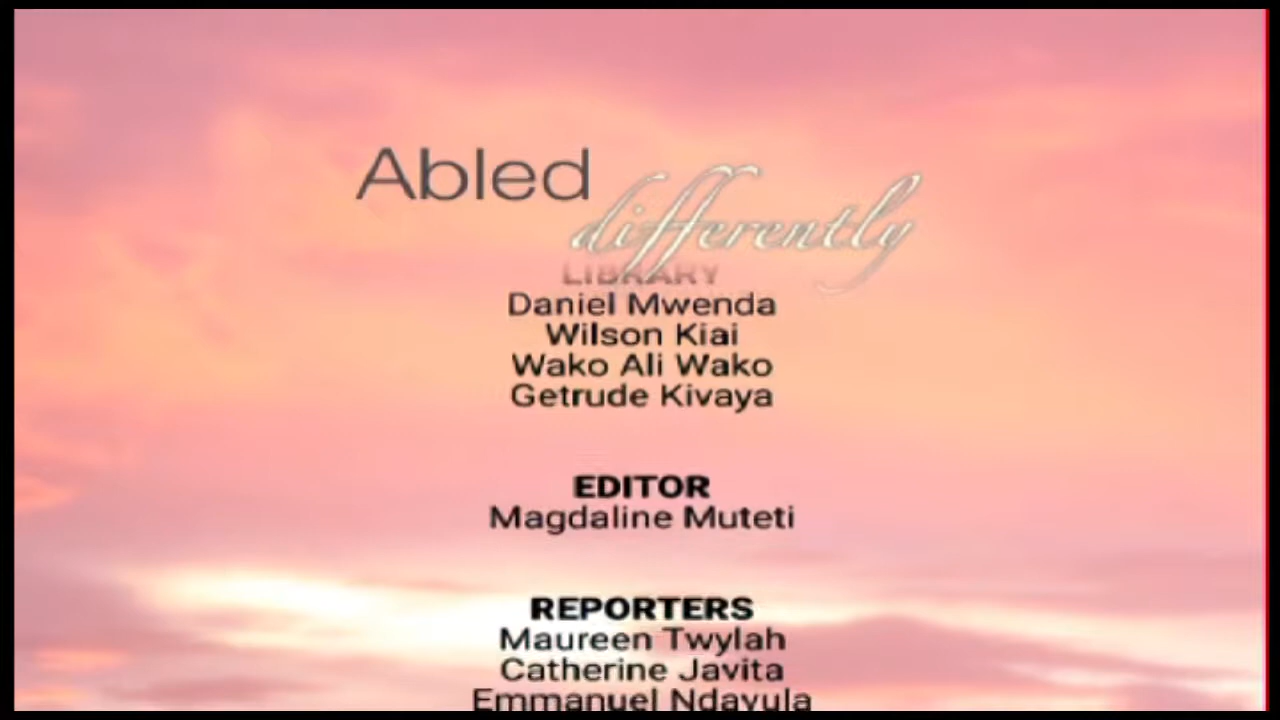 Abled
differently
LIBRARY
Daniel Mwenda
Wilson Kiai
Wako Ali Wako
Getrude Kivaya
EDITOR
Magdaline Muteti
REPORTERS
Maureen Twylah
Catherine Javita
Emmanuel Ndavula